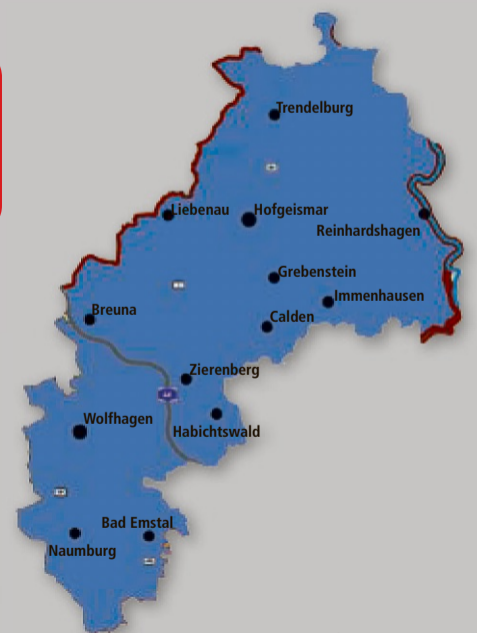 Trendelburg
Liebenau
Hofgeismar
Reinhardshagen
Grebenstein
Immenhausen
Breuna
Calden
Zierenberg
Wolfhagen
Habichtswald
Bad Emstal
Naumburg